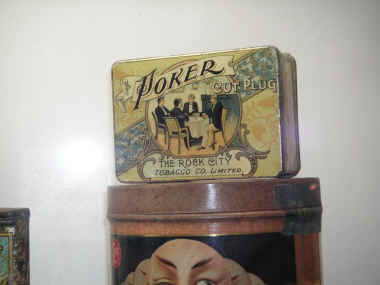 POKER
CUT PLUG
THE ROCK CITY
TOBACCO CO. LIMITED.